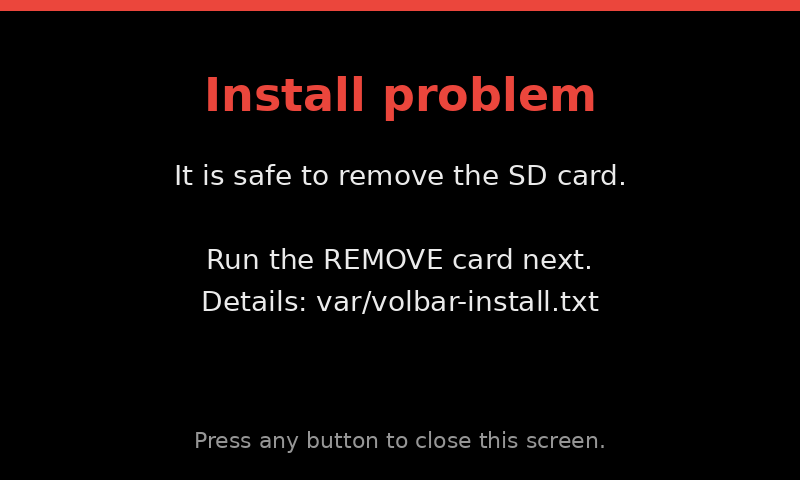 Install problem
It is safe to remove the SD card.
Run the REMOVE card next.
Details: var/volbar-install.txt
Press any button to close this screen.